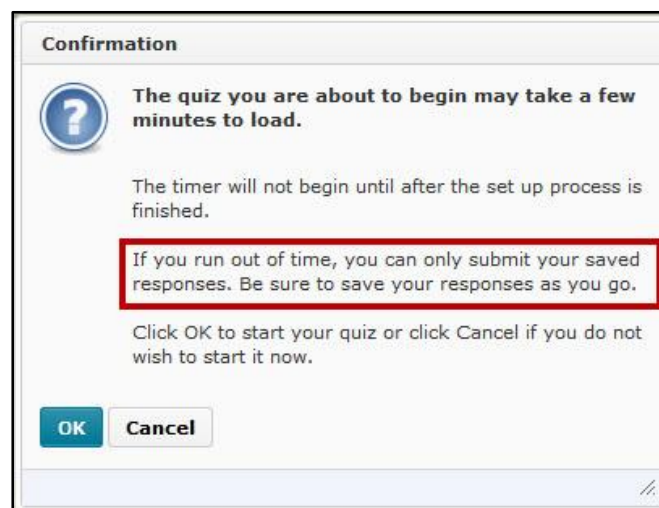 Confirmation
The quiz you are about to begin may take a few
minutes to load.
The timer will not begin until after the set up process is
finished.
If you run out of time, you can only submit your saved
responses. Be sure to save your responses as you go.
Click OK to start your quiz or click Cancel if you do not
wish to start it now.
OK Cancel